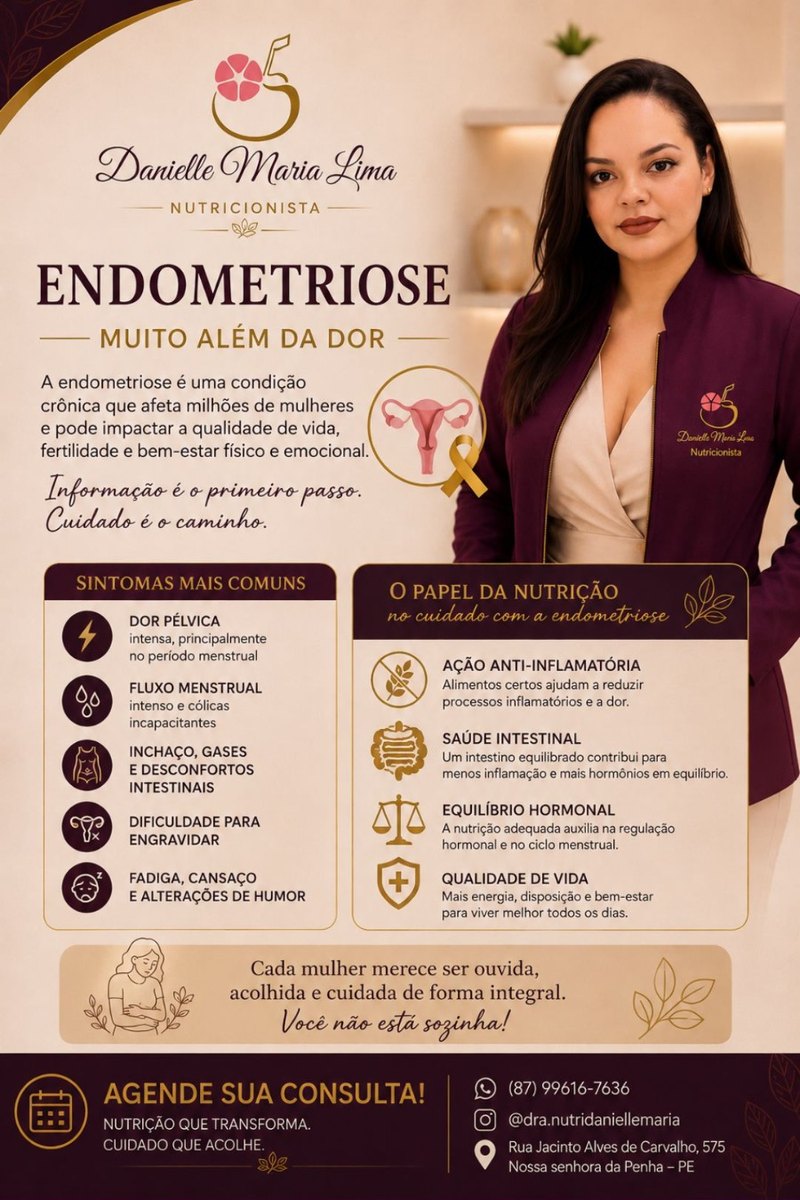 Danielle Maria Lima
NUTRICIONISTA
ENDOMETRIOSE
MUITO ALÉM DA DOR
A endometriose é uma condição
crônica que afeta milhões de mulheres
e pode impactar a qualidade de vida,
fertilidade e bem-estar físico e emocional.
Informação é o primeiro passo.
Cuidado é o caminho.
Danielle Maria Lima
Nutricionista
SINTOMAS MAIS COMUNS
DOR PÉLVICA
intensa, principalmente
no período menstrual
FLUXO MENSTRUAL
intenso e cólicas
incapacitantes
INCHAÇO, GASES
E DESCONFORTOS
INTESTINAIS
DIFICULDADE PARA
ENGRAVIDAR
FADIGA, CANSAÇO
E ALTERAÇÕES DE HUMOR
O PAPEL DA NUTRIÇÃO
no cuidado com a endometriose
AÇÃO ANTI-INFLAMATÓRIA
Alimentos certos ajudam a reduzir
processos inflamatórios e a dor.
SAÚDE INTESTINAL
Um intestino equilibrado contribui para
menos inflamação e mais hormônios em equilíbrio.
EQUILÍBRIO HORMONAL
A nutrição adequada auxilia na regulação
hormonal e no ciclo menstrual.
QUALIDADE DE VIDA
Mais energia, disposição e bem-estar
para viver melhor todos os dias.
Cada mulher merece ser ouvida,
acolhida e cuidada de forma integral.
Você não está sozinha!
AGENDE SUA CONSULTA!
NUTRIÇÃO QUE TRANSFORMA.
CUIDADO QUE ACOLHE.
(87) 99616-7636
@dra.nutridaniellemaria
Rua Jacinto Alves de Carvalho, 575
Nossa senhora da Penha – PE